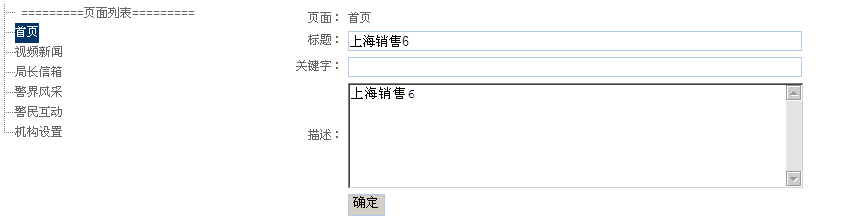 =========页面列表=========
首页
视频新闻
局长信箱
警界风采
警民互动
机构设置
页面： 首页
标题： 上海销售6
关键字：
描述： 上海销售6
确定